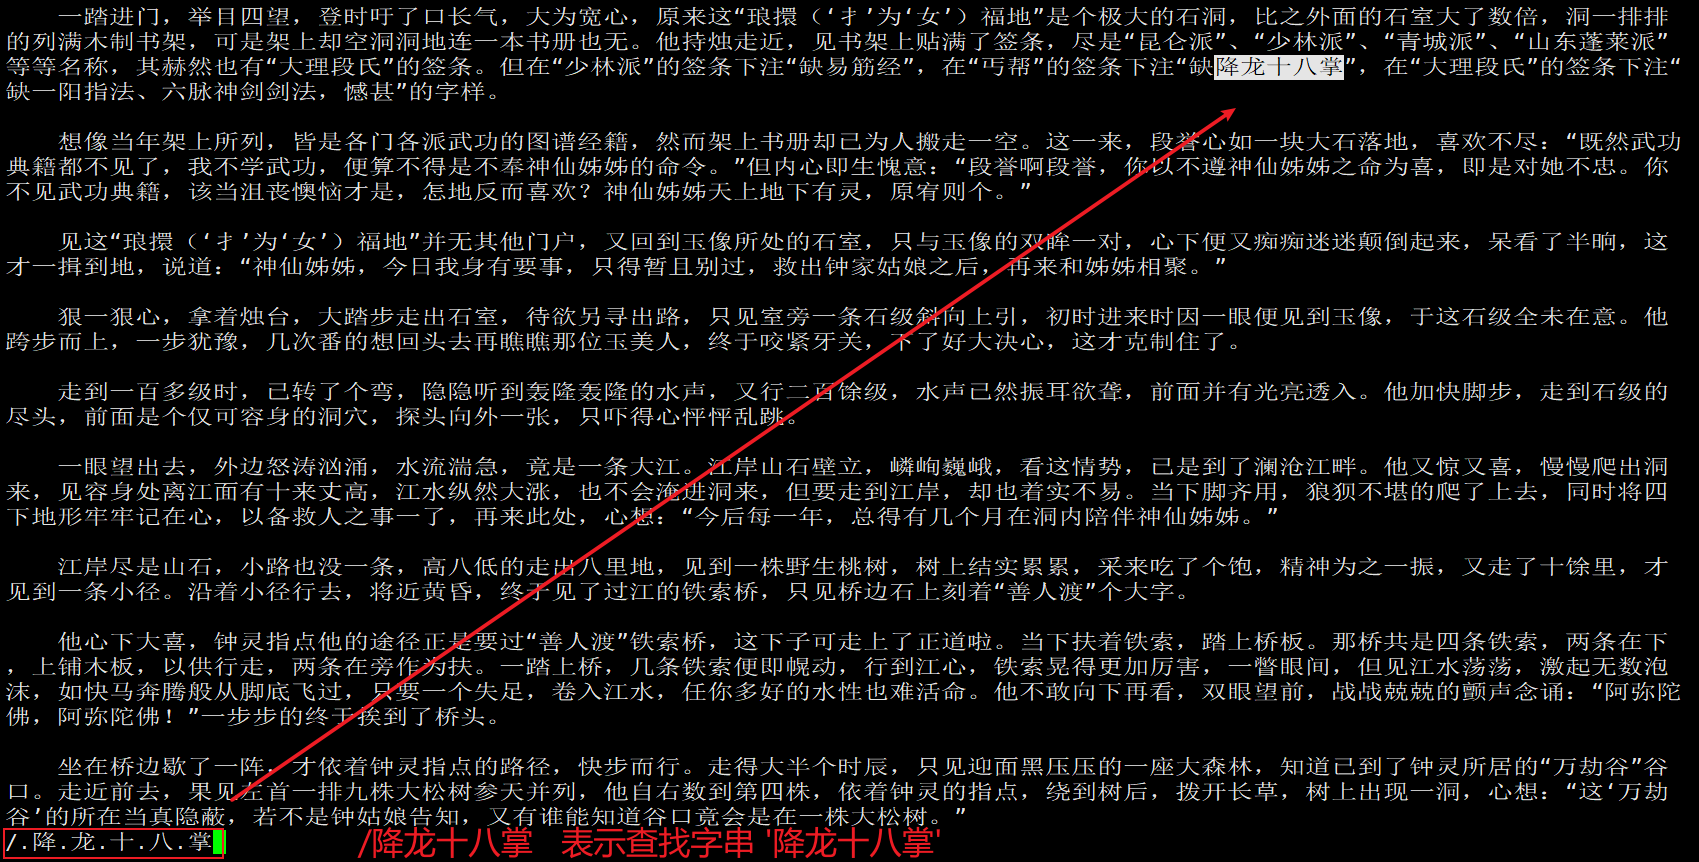 一踏进门，举目四望，登时吁了口长气，大为宽心，原来这“琅擐（‘扌’为‘女’）福地”是个极大的石洞，比之外面的石室大了数倍，洞一排排
的列满木制书架，可是架上却空洞洞地连一本书册也无。他持烛走近，见书架上贴满了签条，尽是“昆仑派”、“少林派”、“青城派”、“山东蓬莱派”
等等名称，其赫然也有“大理段氏”的签条。但在“少林派”的签条下注“缺易筋经”，在“丐帮”的签条下注“缺降龙十八掌”，在“大理段氏”的签条下注“
缺一阳指法、六脉神剑剑法，憾甚”的字样。
想像当年架上所列，皆是各门各派武功的图谱经籍，然而架上书册却已为人搬走一空。这一来，段誉心如一块大石落地，喜欢不尽：“既然武功
典籍都不见了，我不学武功，便算不得是不奉神仙姊姊的命令。”但内心即生愧意：“段誉啊段誉，你以不遵神仙姊姊之命为喜，即是对她不忠。你
不见武功典籍，该当沮丧懊恼才是，怎地反而喜欢？神仙姊姊天上地下有灵，原宥则个。”
见这“琅擐（‘扌’为‘女’）福地”并无其他门户，又回到玉像所处的石室，只与玉像的双眸一对，心下便又痴痴迷迷颠倒起来，呆看了半晌，这
才一揖到地，说道：“神仙姊姊，今日我身有要事，只得暂且别过，救出钟家姑娘之后，再来和姊姊相聚。”
狠一狠心，拿着烛台，大踏步走出石室，待欲另寻出路，只见室旁一条石级斜向上引，初时进来时因一眼便见到玉像，于这石级全未在意。他
跨步而上，一步犹豫，几次番的想回头去再瞧瞧那位玉美人，终于咬紧牙关，下了好大决心，这才克制住了。
走到一百多级时，已转了个弯，隐隐听到轰隆轰隆的水声，又行二百馀级，水声已然振耳欲聋，前面并有光亮透入。他加快脚步，走到石级的
尽头，前面是个仅可容身的洞穴，探头向外一张，只吓得心怦怦乱跳。
一眼望出去，外边怒涛汹涌，水流湍急，竟是一条大江。江岸山石壁立，嶙峋巍峨，看这情势，已是到了澜沧江畔。他又惊又喜，慢慢爬出洞
来，见容身处离江面有十来丈高，江水纵然大涨，也不会淹进洞来，但要走到江岸，却也着实不易。当下脚齐用，狼狈不堪的爬了上去，同时将四
下地形牢牢记在心，以备救人之事一了，再来此处，心想：“今后每一年，总得有几个月在洞内陪伴神仙姊姊。”
江岸尽是山石，小路也没一条，高八低的走出八里地，见到一株野生桃树，树上结实累累，采来吃了个饱，精神为之一振，又走了十馀里，才
见到一条小径。沿着小径行去，将近黄昏，终于见了过江的铁索桥，只见桥边石上刻着“善人渡”个大字。
他心下大喜，钟灵指点他的途径正是要过“善人渡”铁索桥，这下子可走上了正道啦。当下扶着铁索，踏上桥板。那桥共是四条铁索，两条在下
，上铺木板，以供行走，两条在旁作为扶。一踏上桥，几条铁索便即幌动，行到江心，铁索晃得更加厉害，一瞥眼间，但见江水荡荡，激起无数泡
沫，如快马奔腾般从脚底飞过，只要一个失足，卷入江水，任你多好的水性也难活命。他不敢向下再看，双眼望前，战战兢兢的颤声念诵：“阿弥陀
佛，阿弥陀佛！”一步步的终于挨到了桥头。
坐在桥边歇了一阵，才依着钟灵指点的路径，快步而行。走得大半个时辰，只见迎面黑压压的一座大森林，知道已到了钟灵所居的“万劫谷”谷
口。走近前去，果见左首一排九株大松树参天并列，他自右数到第四株，依着钟灵的指点，绕到树后，拨开长草，树上出现一洞，心想：“这‘万劫
谷’的所在当真隐蔽，若不是钟姑娘告知，又有谁能知道谷口竟会是在一株大松树。”
/.降.龙.十.八.掌 /降龙十八掌 表示查找字串 '降龙十八掌'